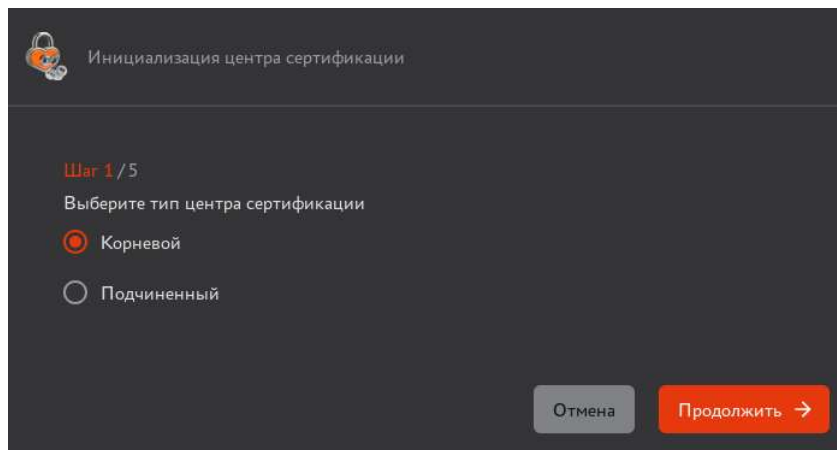 Инициализация центра сертификации
Шаг 1 / 5
Выберите тип центра сертификации
Корневой
Подчиненный
Отмена
Продолжить →